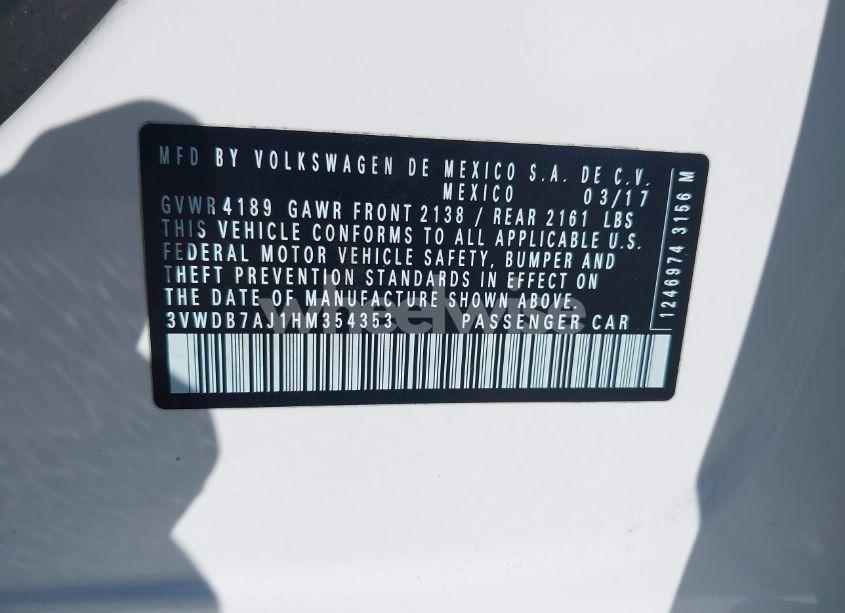 MFD BY VOLKSWAGEN DE MEXICO S.A. DE C.V.
MEXICO 03/17
GVWR 4189 GAWR FRONT 2138 / REAR 2161 LBS
THIS VEHICLE CONFORMS TO ALL APPLICABLE U.S.
FEDERAL MOTOR VEHICLE SAFETY, BUMPER AND
THEFT PREVENTION STANDARDS IN EFFECT ON
THE DATE OF MANUFACTURE SHOWN ABOVE.
3VWDB7AJ1HM354353 PASSENGER CAR
1246974 3156 M
wheelwise